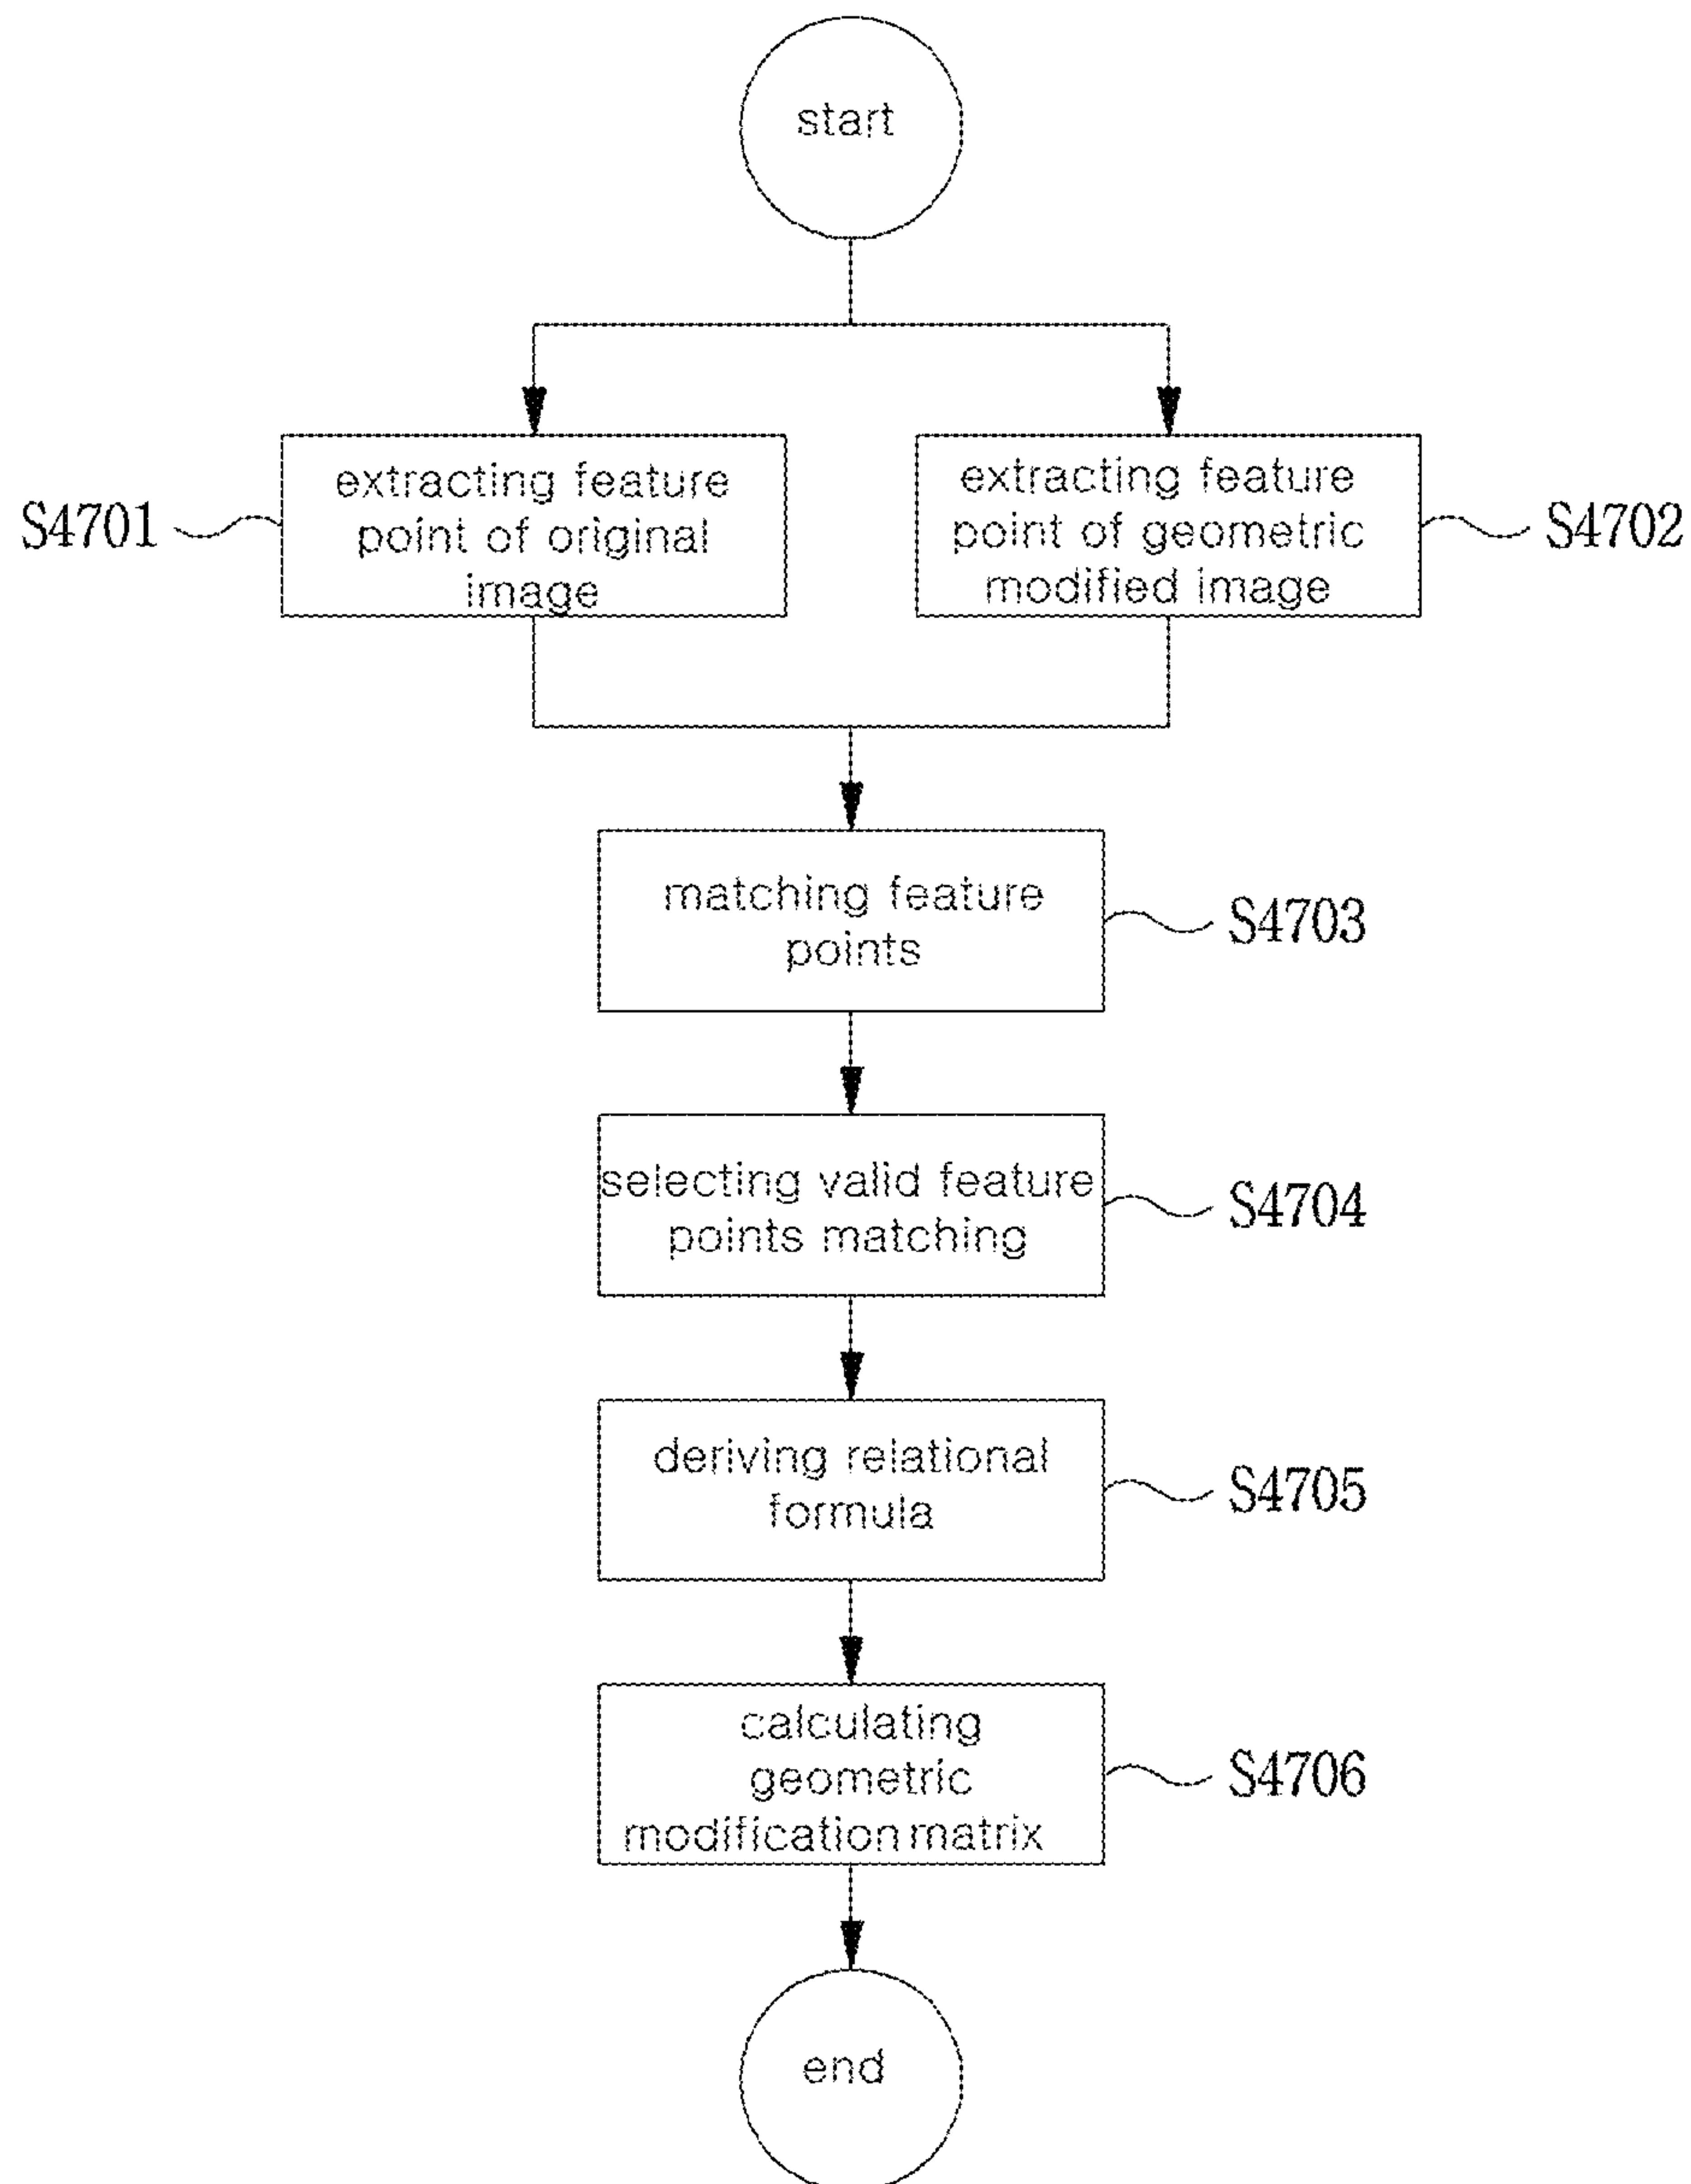 start
extracting feature
point of original
image
S4701
extracting feature
point of geometric
modified image
S4702
matching feature
points
S4703
selecting valid feature
points matching
S4704
deriving relational
formula
S4705
calculating
geometric
modification matrix
S4706
end